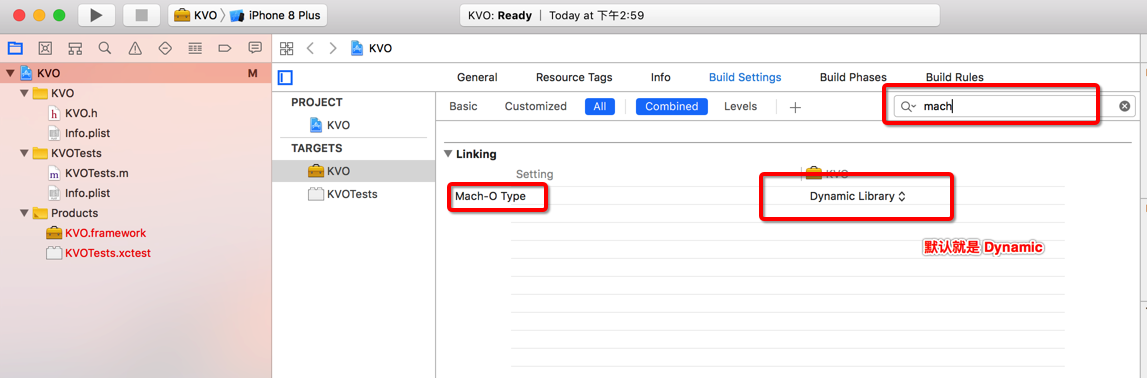 KVO
iPhone 8 Plus
KVO: Ready
Today at 下午2:59
KVO
M
KVO
KVO.h
Info.plist
KVOTests
KVOTests.m
Info.plist
Products
KVO.framework
KVOTests.xctest
KVO
General
Resource Tags
Info
Build Settings
Build Phases
Build Rules
PROJECT
KVO
TARGETS
KVO
KVOTests
Basic
Customized
All
Combined
Levels
mach
Linking
Setting
KVO
Mach-O Type
Dynamic Library
默认就是 Dynamic